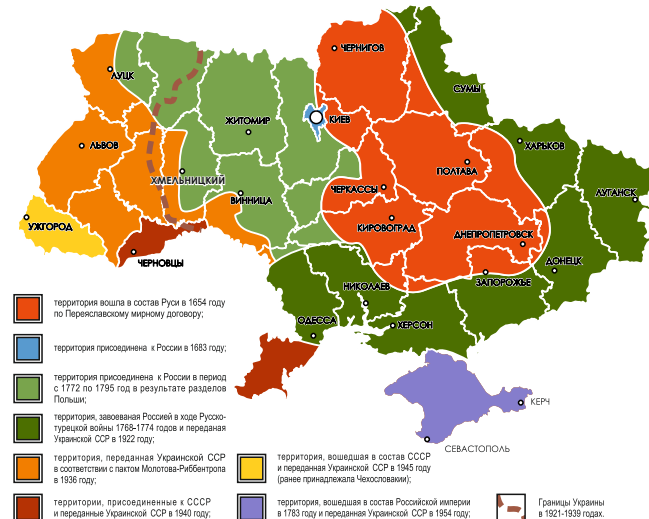 ЧЕРНИГОВ
ЛУЦК
СУМЫ
ЖИТОМИР
КИЕВ
ЛЬВОВ
ХАРЬКОВ
ХМЕЛЬНИЦКИЙ
ПОЛТАВА
ЧЕРКАССЫ
ЛУГАНСК
ВИННИЦА
УЖГОРОД
КИРОВОГРАД
ДНЕПРОПЕТРОВСК
ЧЕРНОВЦЫ
ДОНЕЦК
НИКОЛАЕВ
ЗАПОРОЖЬЕ
ОДЕССА
ХЕРСОН
КЕРЧ
СЕВАСТОПОЛЬ
территория вошла в состав Руси в 1654 году
по Переяславскому мирному договору;
территория присоединена к России в 1683 году;
территория присоединена к России в период
с 1772 по 1795 год в результате разделов
Польши;
территория, завоеваная Россией в ходе Русско-
турецкой войны 1768-1774 годов и передана
Украинской ССР в 1922 году;
территория, переданная Украинской ССР
в соответствии с пактом Молотова-Риббентропа
в 1936 году;
территории, присоединенные к СССР
и переданые Украинской ССР в 1940 году;
территория, вошедшая в состав СССР
и переданная Украинской ССР в 1945 году
(ранее принадлежала Чехословакии);
территория, вошедшая в состав Российской империи
в 1783 году и переданная Украинской ССР в 1954 году;
Границы Украины
в 1921-1939 годах.